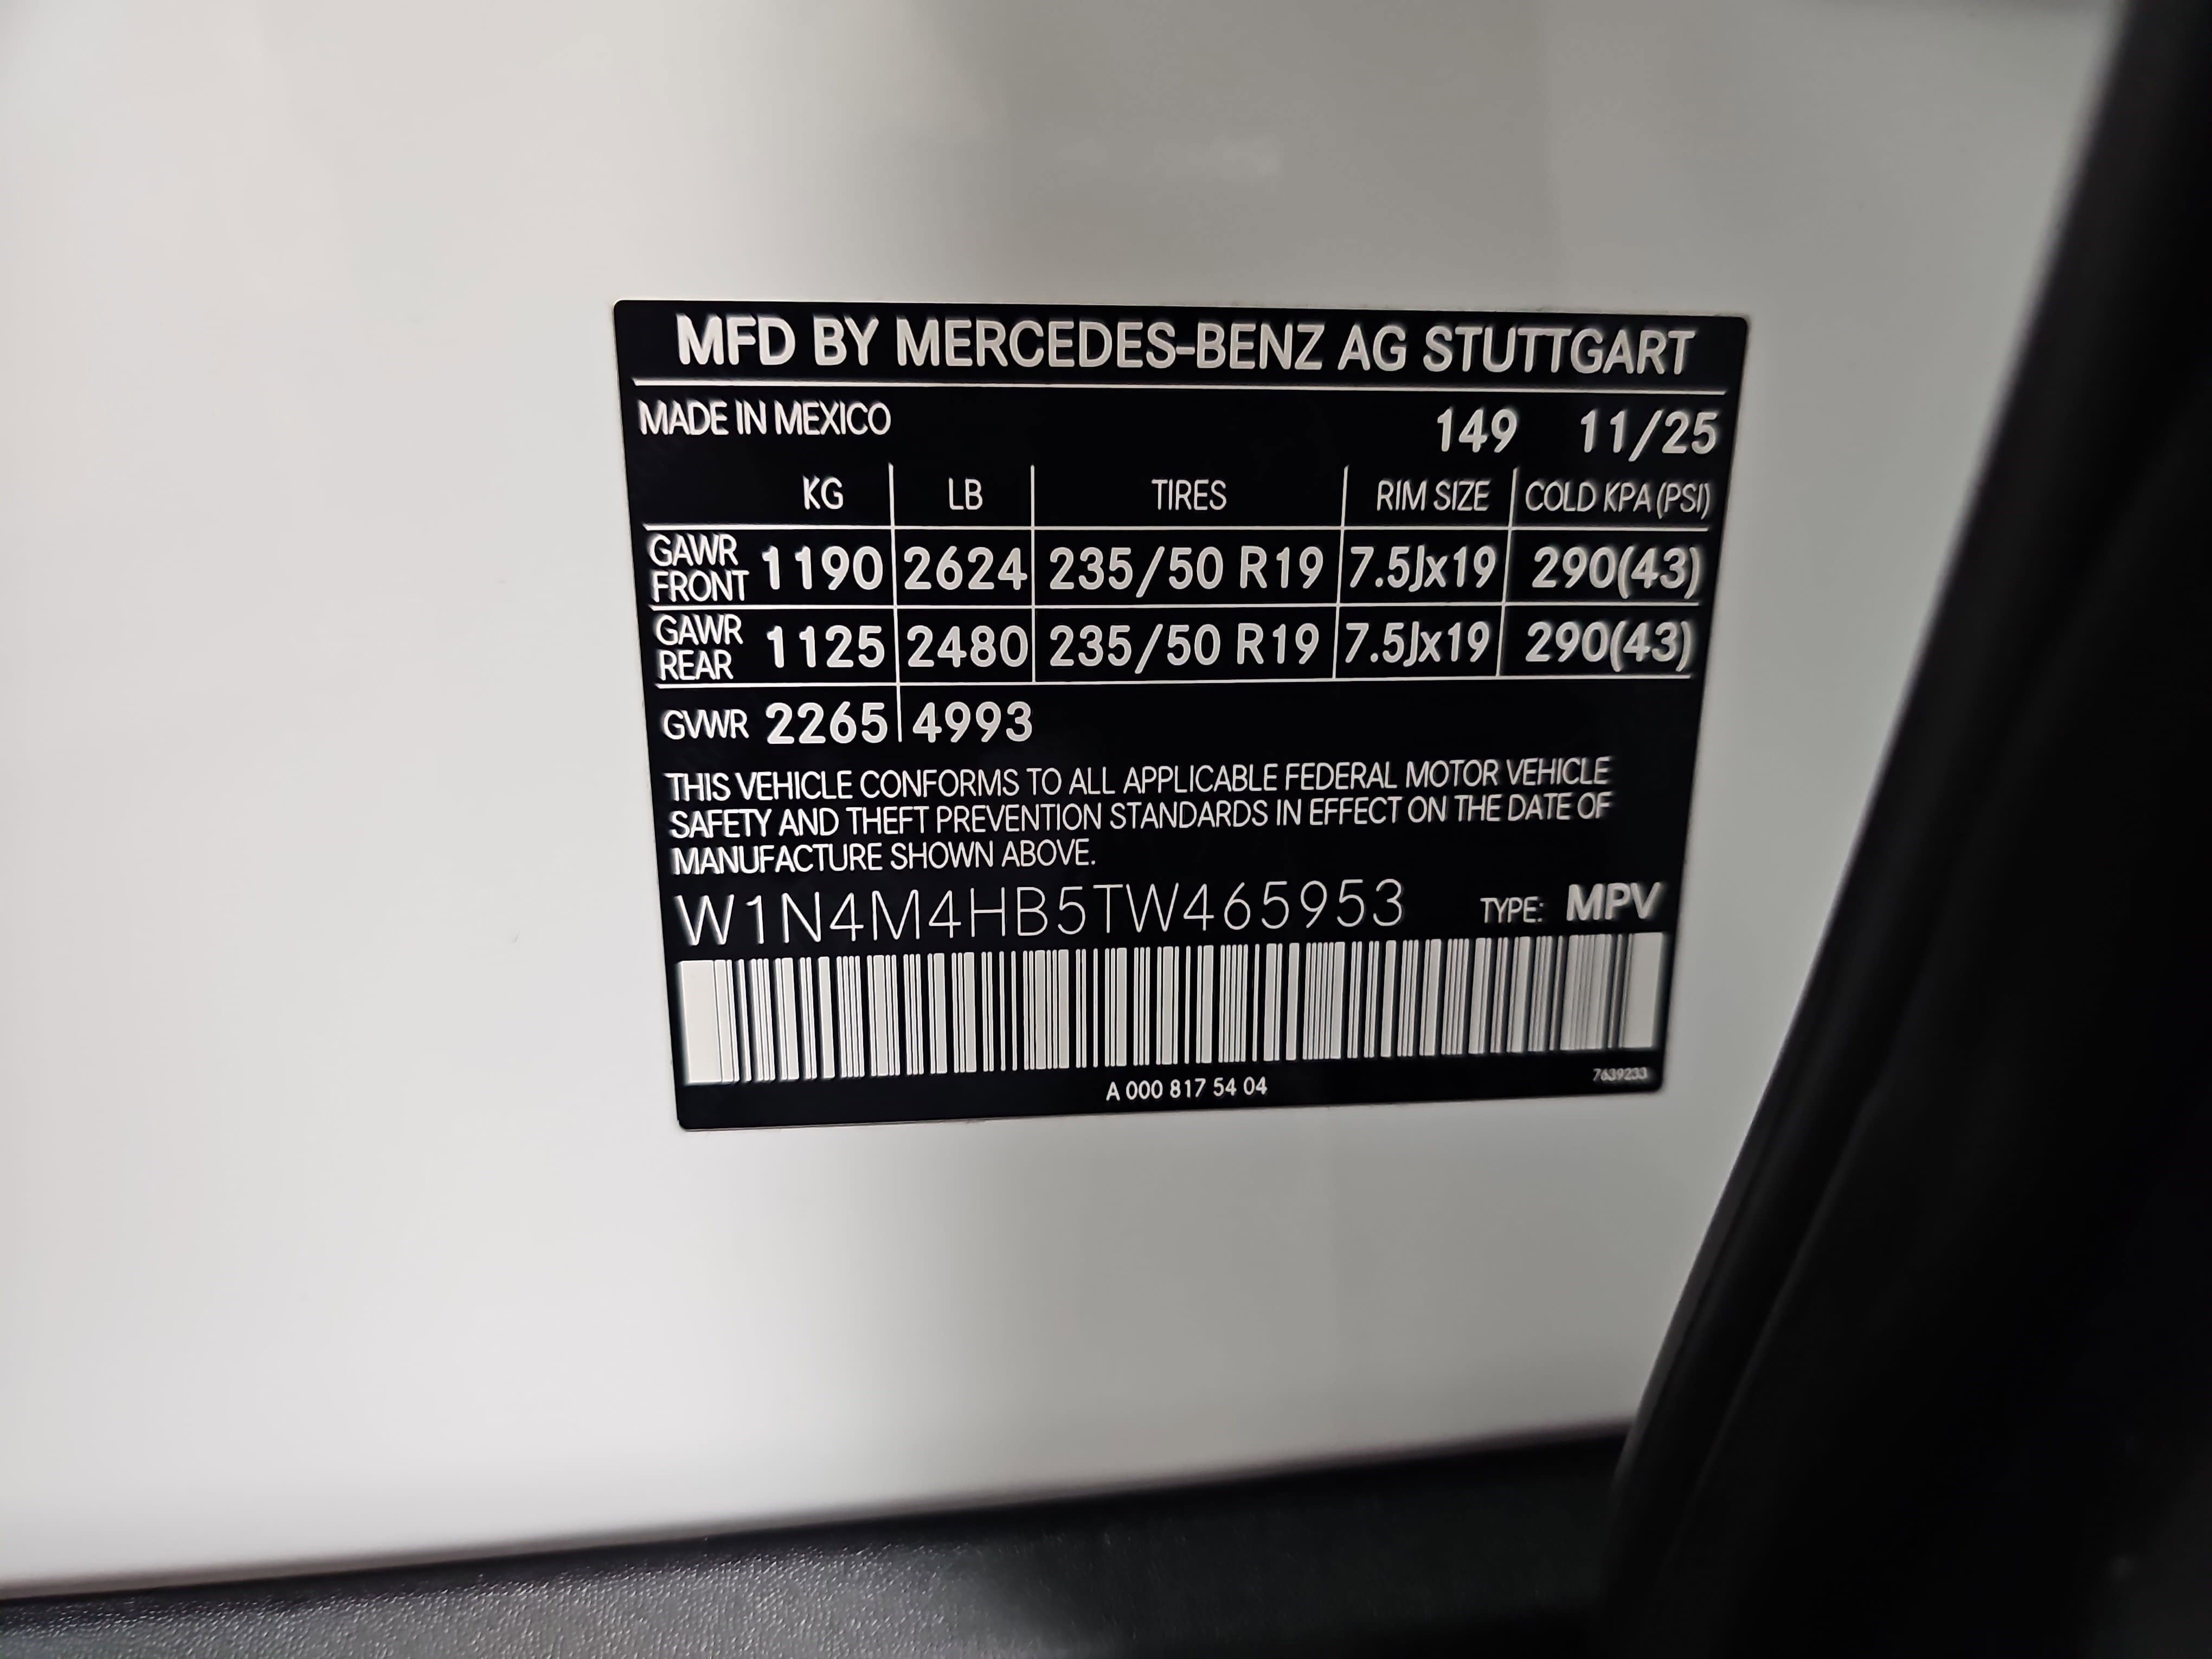 MFD BY MERCEDES-BENZ AG STUTTGART
MADE IN MEXICO 149 11/25
KG LB TIRES RIM SIZE COLD KPA (PSI)
GAWR FRONT 1190 2624 235/50 R19 7.5Jx19 290(43)
GAWR REAR 1125 2480 235/50 R19 7.5Jx19 290(43)
GVWR 2265 4993
THIS VEHICLE CONFORMS TO ALL APPLICABLE FEDERAL MOTOR VEHICLE
SAFETY AND THEFT PREVENTION STANDARDS IN EFFECT ON THE DATE OF
MANUFACTURE SHOWN ABOVE.
W1N4M4HB5TW465953 TYPE: MPV
A 000 817 54 04 7639233